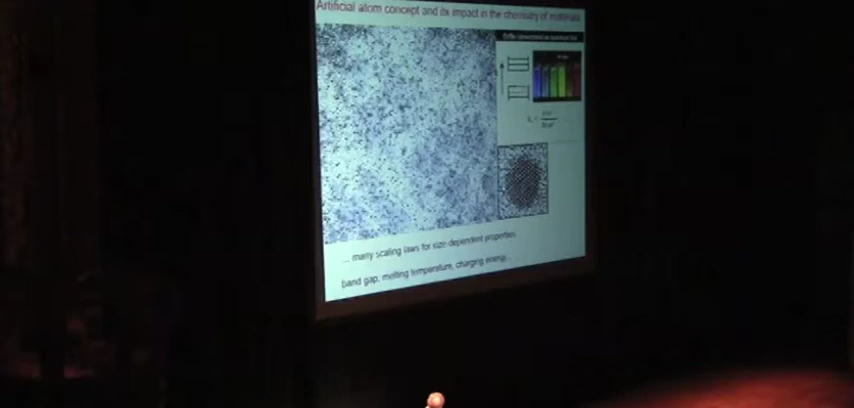 Artificial atom concept and its impact in the chemistry of materials
... many scaling laws for size-dependent properties
band gap, melting temperature, charging energy...